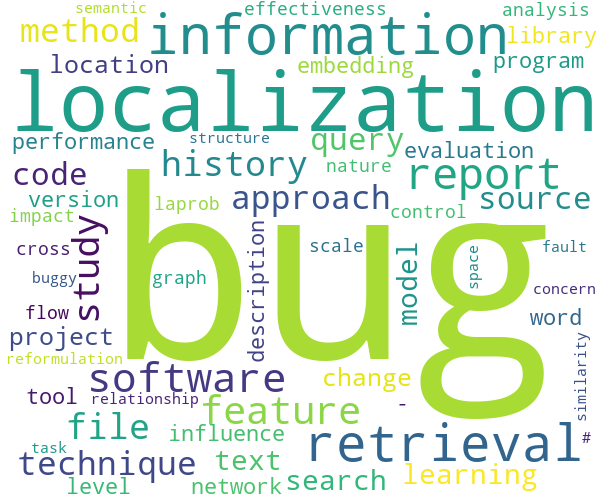 semantic effectiveness analysis
method information library
location embedding program
localization
performance structure query evaluation
history nature report
code approach source
version laprob control
impact
study bug
cross scale space fault
buggy graph description model concern
flow word
project
reformulation software change similarity
tool relationship -
feature
file influence retrieval #
task technique text search learning
level network